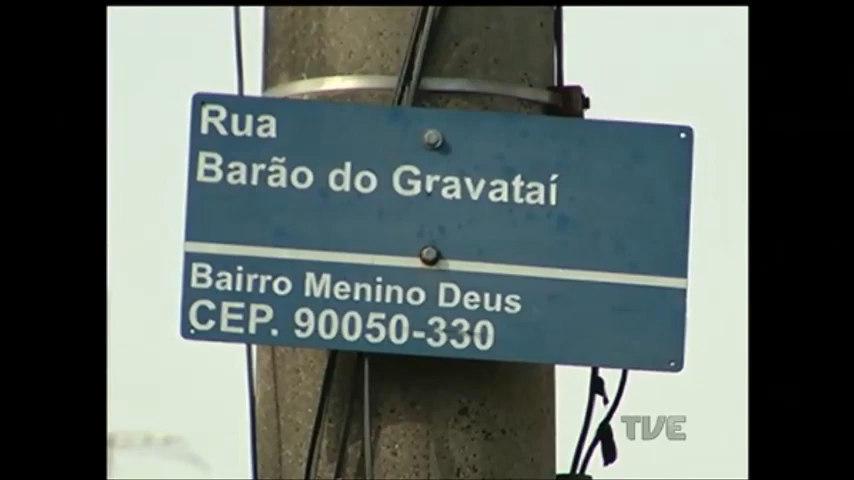 Rua
Barão do Gravataí
Bairro Menino Deus
CEP. 90050-330
TVE